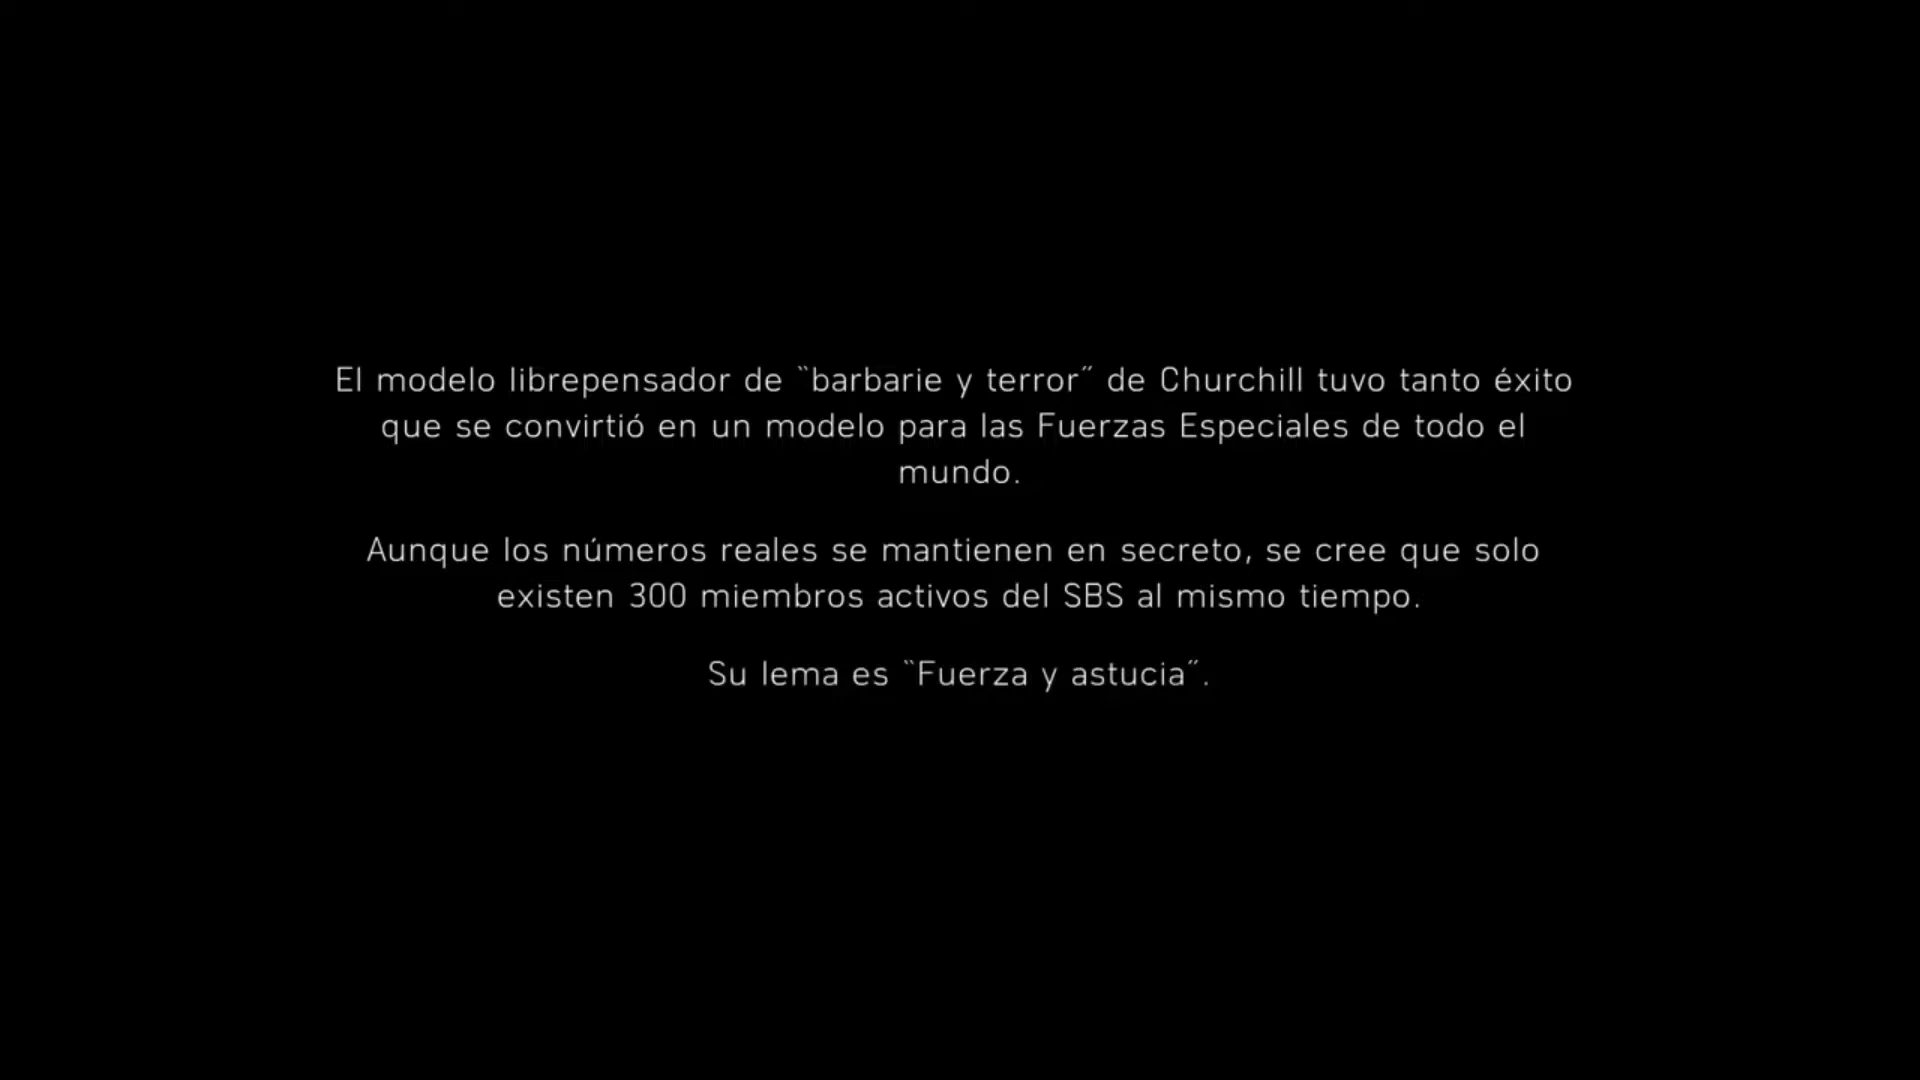 El modelo librepensador de “barbarie y terror” de Churchill tuvo tanto éxito
que se convirtió en un modelo para las Fuerzas Especiales de todo el
mundo.
Aunque los números reales se mantienen en secreto, se cree que solo
existen 300 miembros activos del SBS al mismo tiempo.
Su lema es “Fuerza y astucia”.